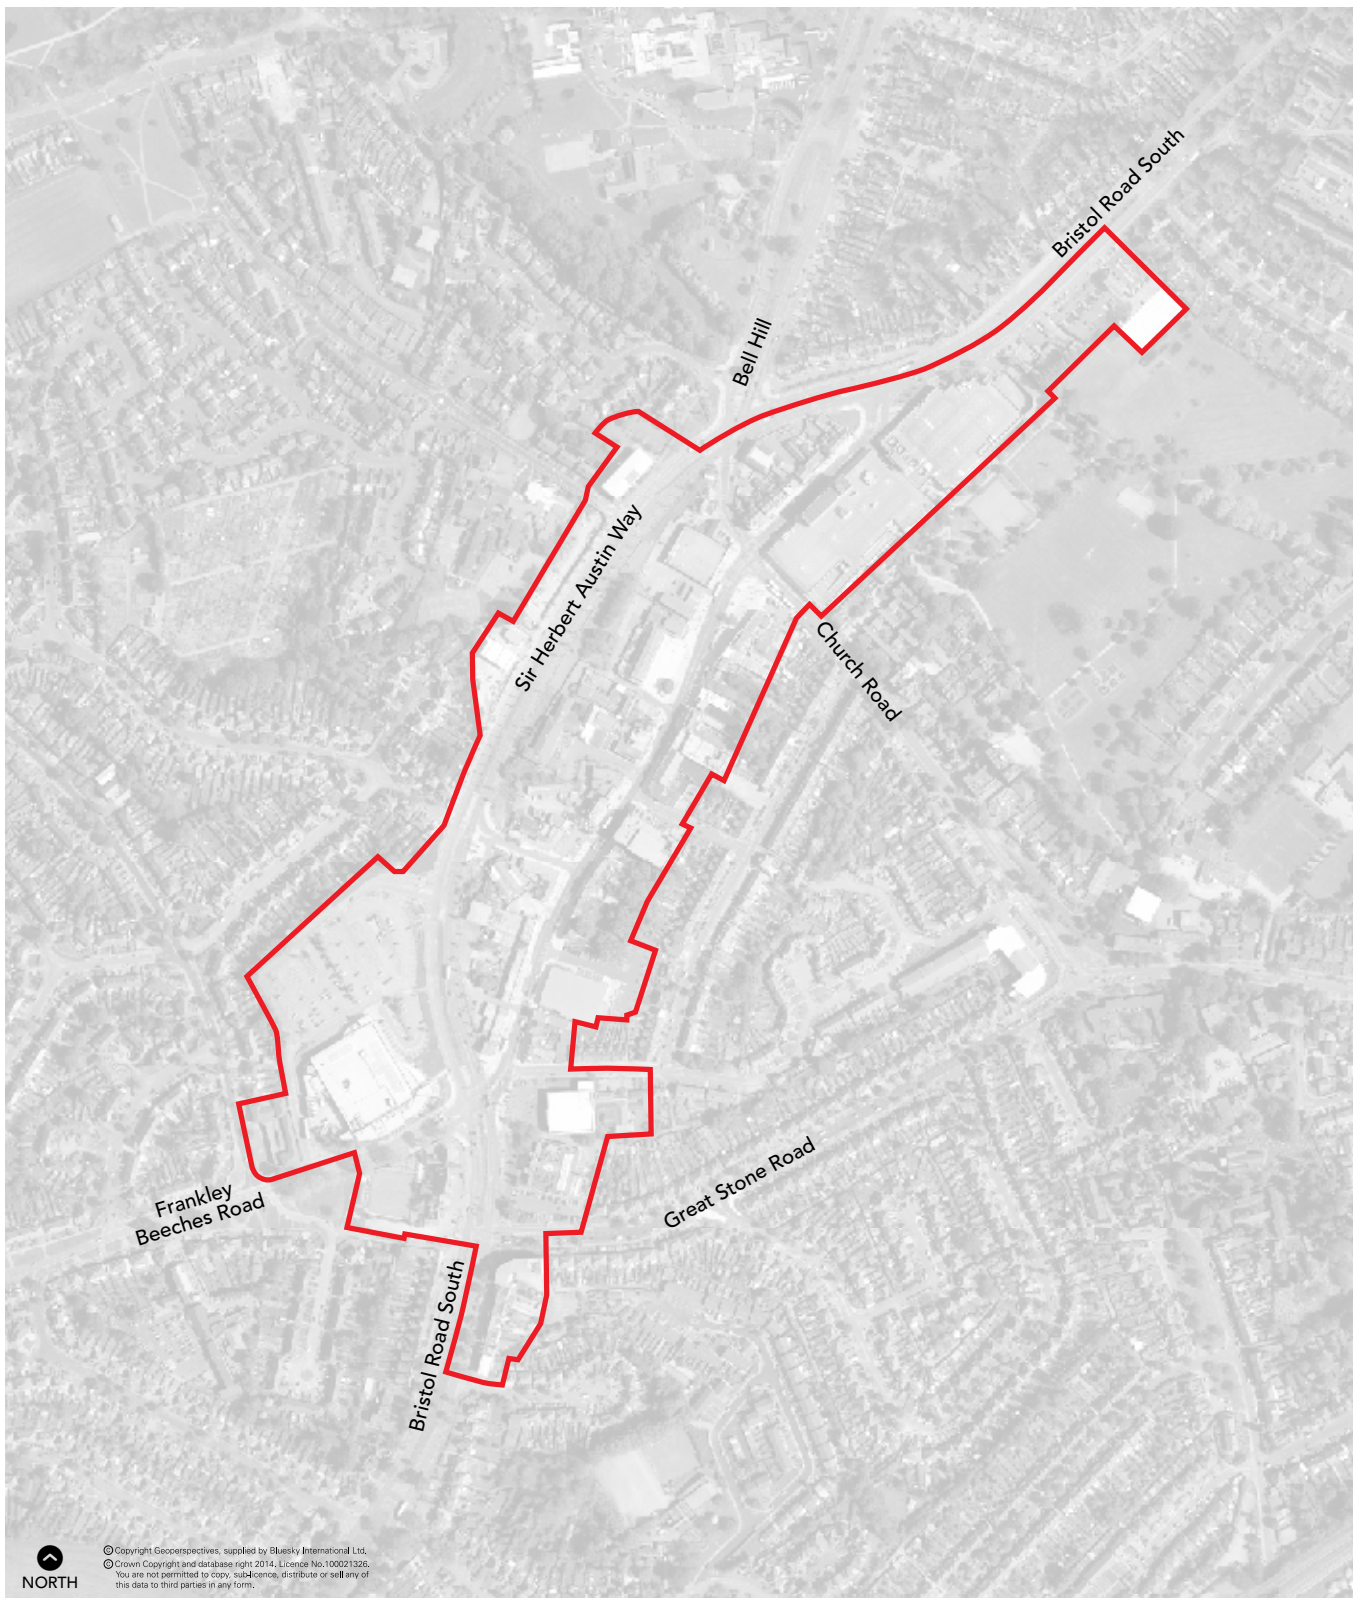 Bristol Road South
Bell Hill
Sir Herbert Austin Way
Church Road
Great Stone Road
Frankley
Beeches Road
Bristol Road South
NORTH
© Copyright Geoperspectives, supplied by Bluesky International Ltd.
© Crown Copyright and database right 2014. Licence No.100021326.
You are not permitted to copy, sub-licence, distribute or sell any of
this data to third parties in any form.